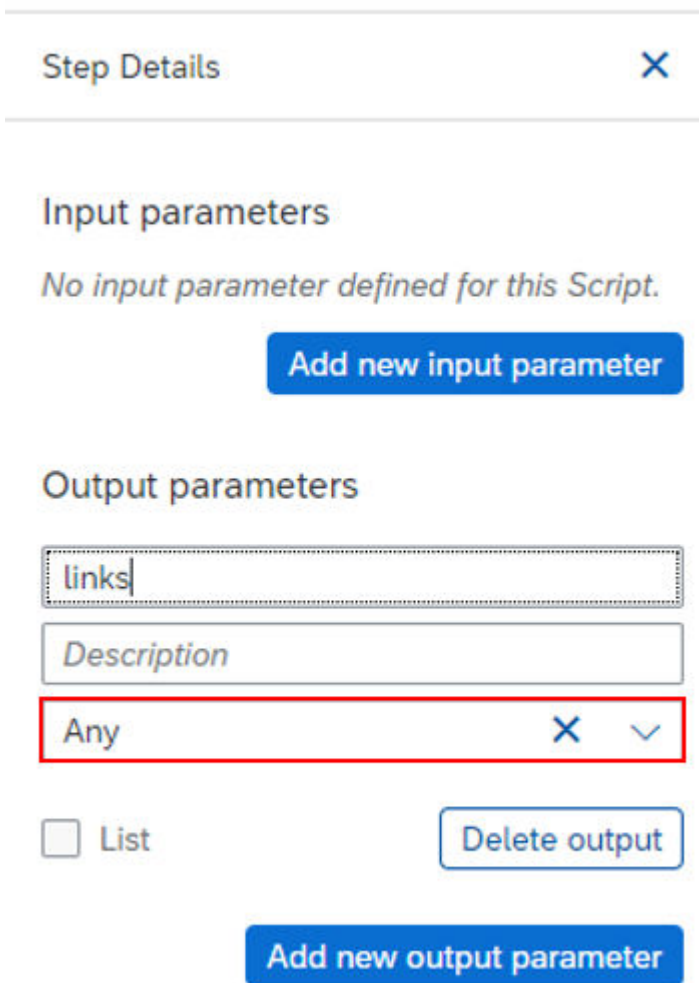 Step Details
Input parameters
No input parameter defined for this Script.
Add new input parameter
Output parameters
links
Description
Any
List
Delete output
Add new output parameter